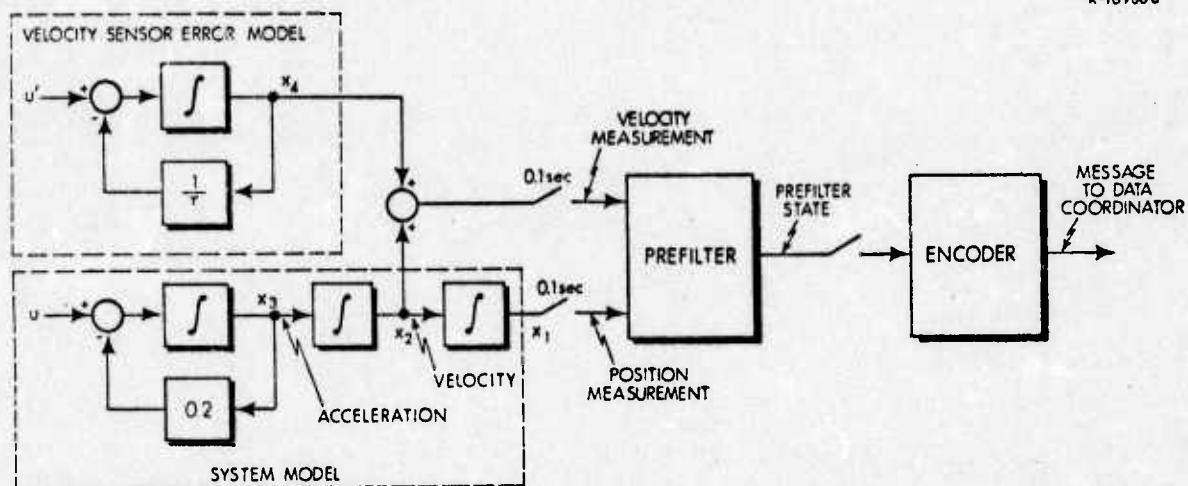 VELOCITY SENSOR ERROR MODEL
u'
+
-
∫
x4
1/τ
+
+
0.1sec
VELOCITY
MEASUREMENT
PREFILTER
PREFILTER
STATE
ENCODER
MESSAGE
TO DATA
COORDINATOR
u
+
-
∫
x3
∫
x2
∫
x1
0.1sec
0.2
ACCELERATION
VELOCITY
POSITION
MEASUREMENT
SYSTEM MODEL